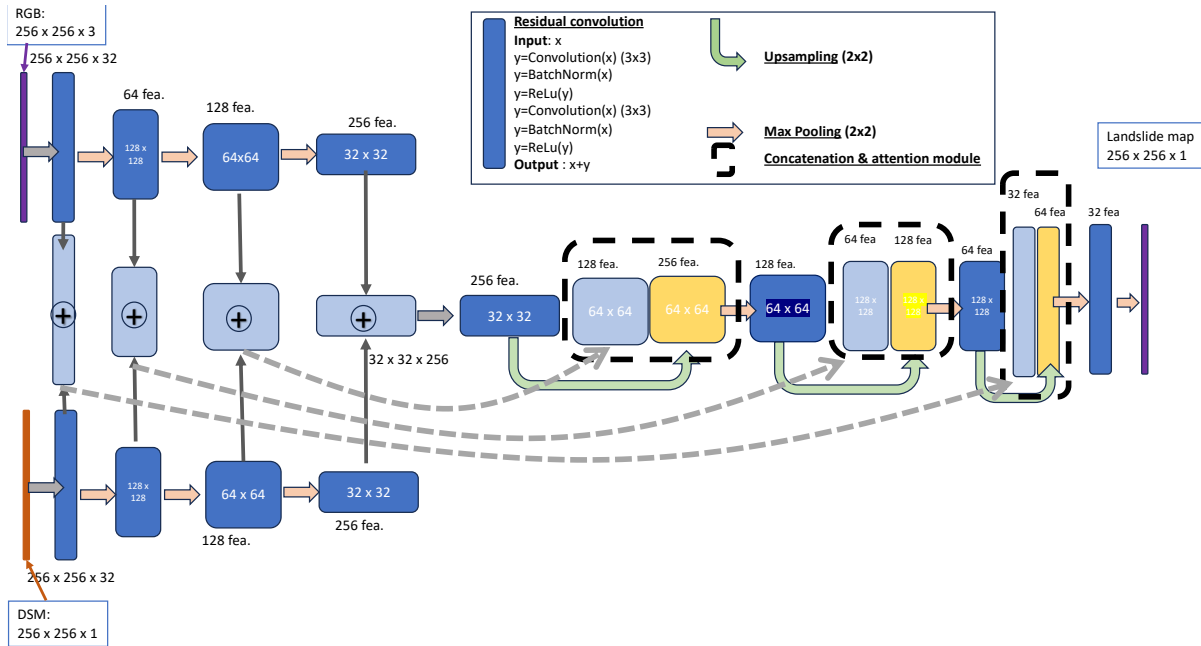 RGB:
256 x 256 x 3
256 x 256 x 32
64 fea.
128 fea.
256 fea.
128 x
128
64x64
32 x 32
Residual convolution
Input: x
y=Convolution(x) (3x3)
y=BatchNorm(x)
y=ReLu(y)
y=Convolution(x) (3x3)
y=BatchNorm(x)
y=ReLu(y)
Output : x+y
Upsampling (2x2)
Max Pooling (2x2)
Concatenation & attention module
Landslide map
256 x 256 x 1
+
+
+
+
32 x 32 x 256
256 fea.
32 x 32
128 fea.
256 fea.
64 x 64
64 x 64
128 fea.
64 x 64
64 fea
128 fea.
128 x
128
128 x
128
64 fea
128 x
128
32 fea
64 fea
32 fea
128 x
128
64 x 64
32 x 32
128 fea.
256 fea.
256 x 256 x 32
DSM:
256 x 256 x 1